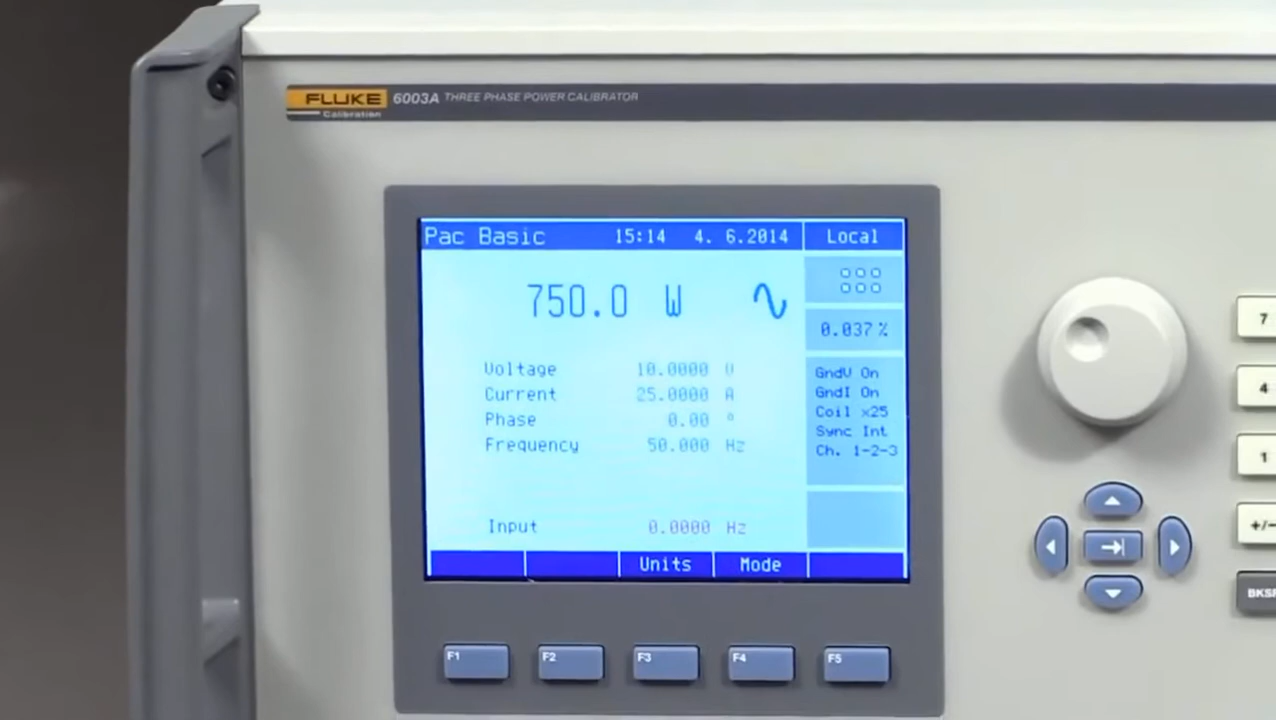 FLUKE 6003A THREE PHASE POWER CALIBRATOR
Calibration
Pac Basic 15:14 4. 6.2014 Local
750.0 W
0.037 %
Voltage 10.0000 V
Current 25.0000 A
Phase 0.00 °
Frequency 50.000 Hz
GndU On
GndI On
Coil x25
Sync Int
Ch. 1-2-3
Input 0.0000 Hz
Units Mode
F1 F2 F3 F4 F5
7
4
1
+/-
BKSP